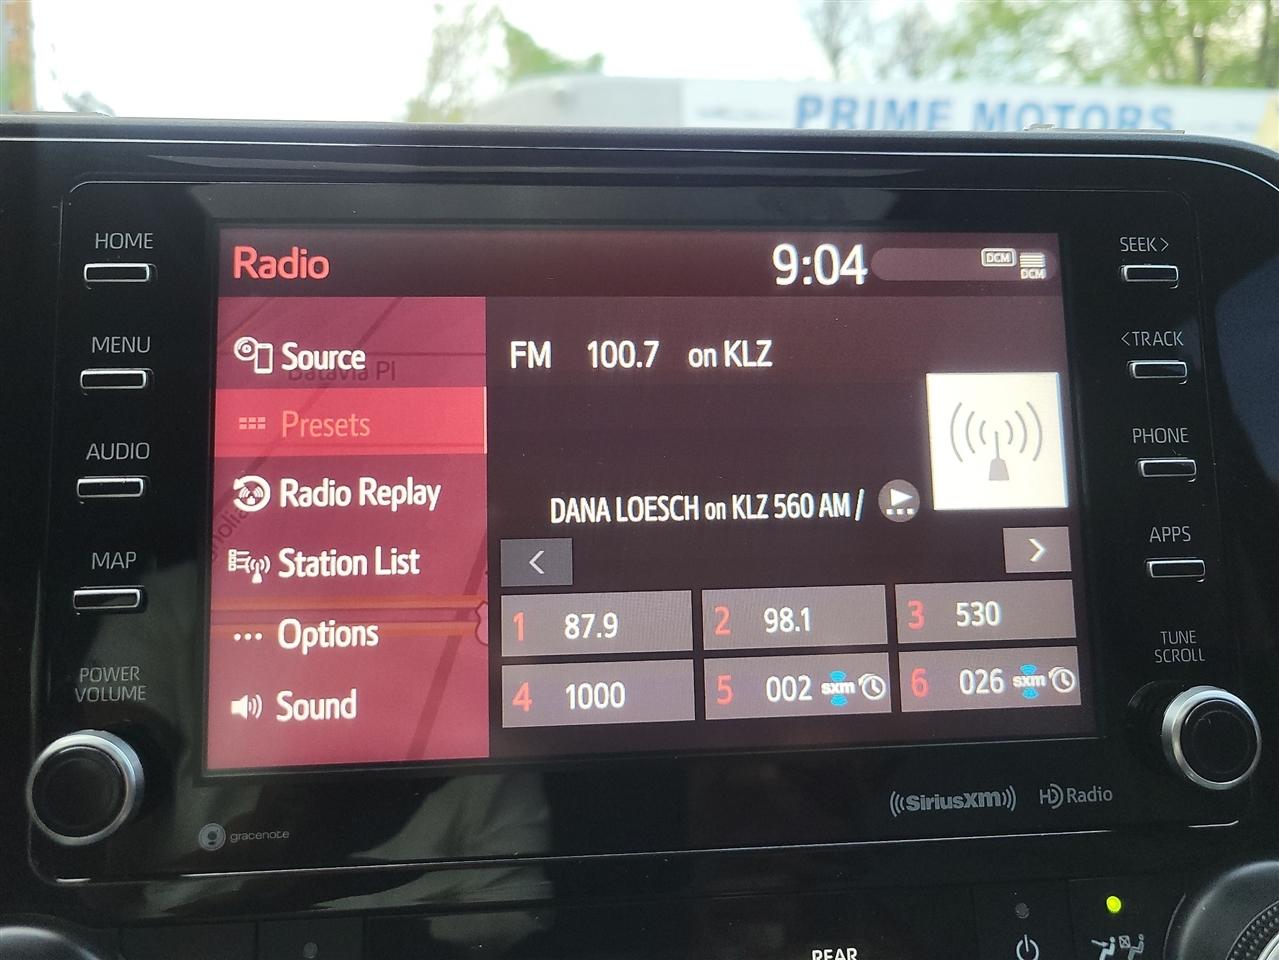 PRIME MOTORS
HOME
MENU
AUDIO
MAP
POWER
VOLUME
Radio
9:04
DCM
DCM
Source
Batavia Pl
Presets
Radio Replay
Station List
Options
Sound
FM 100.7 on KLZ
DANA LOESCH on KLZ 560 AM /
<
>
1 87.9
2 98.1
3 530
4 1000
5 002 sxm
6 026 sxm
SEEK>
<TRACK
PHONE
APPS
TUNE
SCROLL
gracenote
((SiriusXM))
HD Radio
REAR